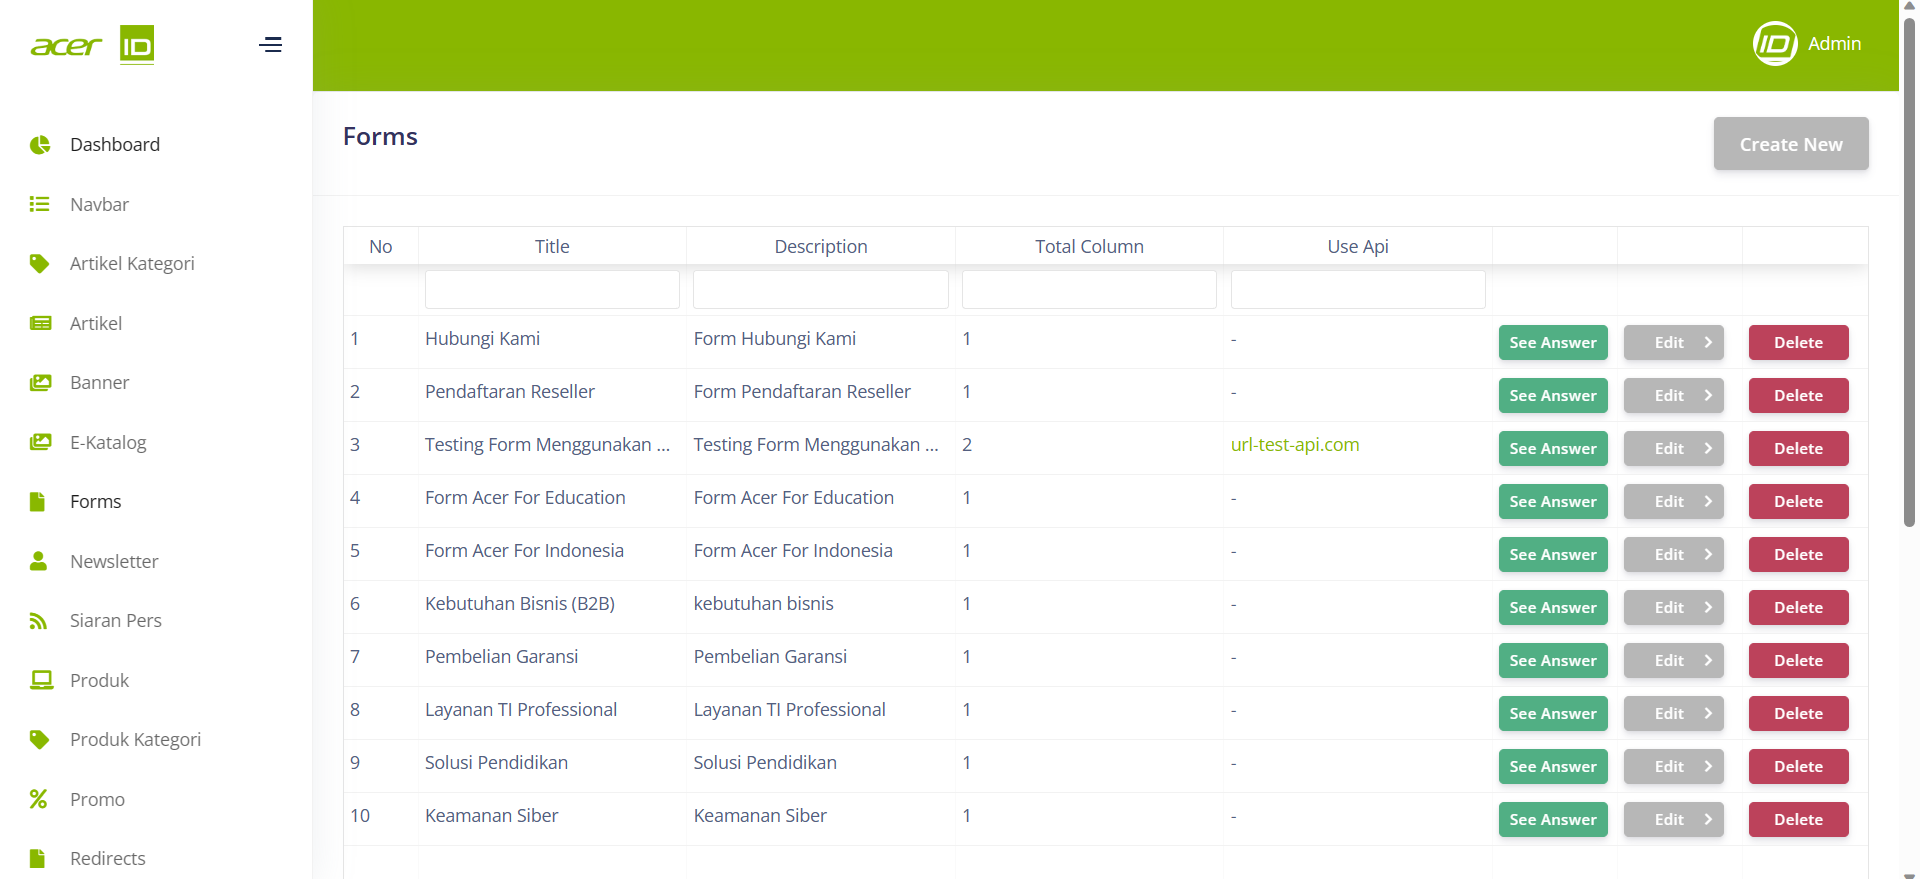 acer ID
Admin
Dashboard
Navbar
Artikel Kategori
Artikel
Banner
E-Katalog
Forms
Newsletter
Siaran Pers
Produk
Produk Kategori
Promo
Redirects
Forms
Create New
No Title Description Total Column Use Api
1 Hubungi Kami Form Hubungi Kami 1 - See Answer Edit Delete
2 Pendaftaran Reseller Form Pendaftaran Reseller 1 - See Answer Edit Delete
3 Testing Form Menggunakan ... Testing Form Menggunakan ... 2 url-test-api.com See Answer Edit Delete
4 Form Acer For Education Form Acer For Education 1 - See Answer Edit Delete
5 Form Acer For Indonesia Form Acer For Indonesia 1 - See Answer Edit Delete
6 Kebutuhan Bisnis (B2B) kebutuhan bisnis 1 - See Answer Edit Delete
7 Pembelian Garansi Pembelian Garansi 1 - See Answer Edit Delete
8 Layanan TI Professional Layanan TI Professional 1 - See Answer Edit Delete
9 Solusi Pendidikan Solusi Pendidikan 1 - See Answer Edit Delete
10 Keamanan Siber Keamanan Siber 1 - See Answer Edit Delete